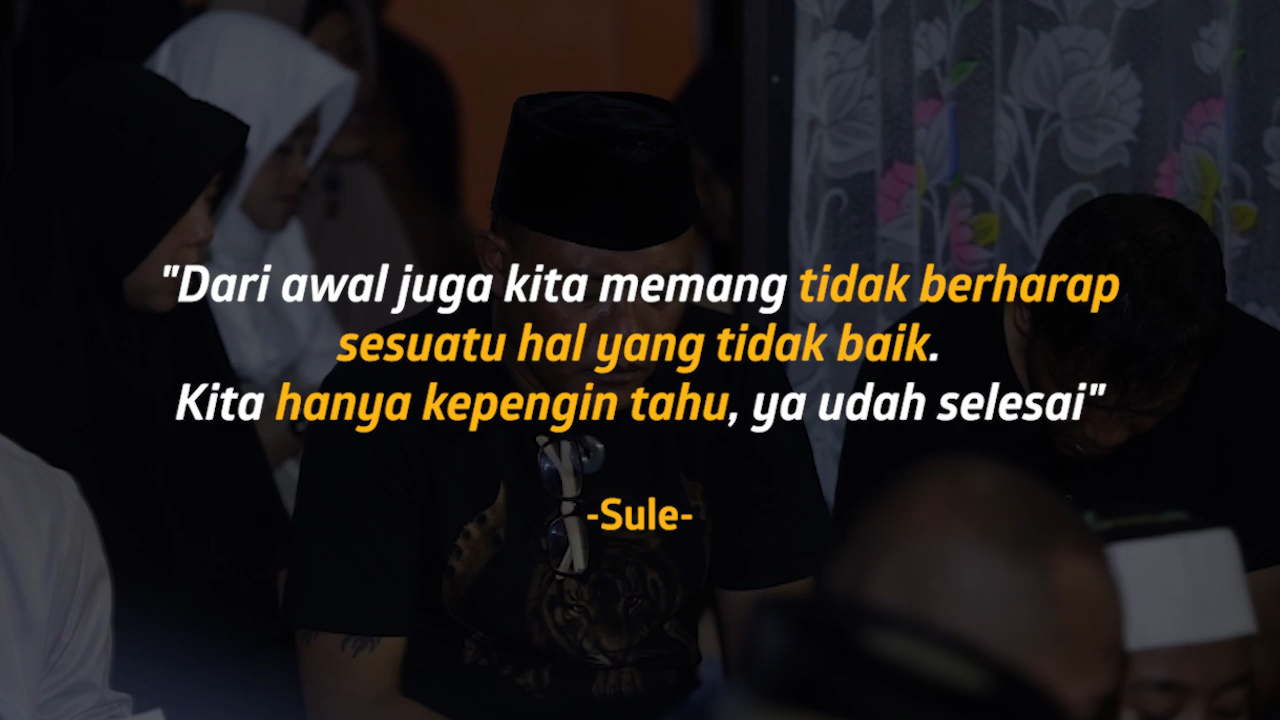 "Dari awal juga kita memang tidak berharap
sesuatu hal yang tidak baik.
Kita hanya kepengin tahu, ya udah selesai"
-Sule-